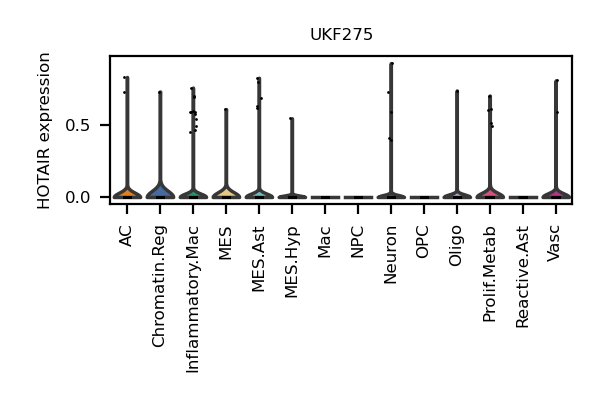 UKF275
HOTAIR expression
0.5
0.0
AC
Chromatin.Reg
Inflammatory.Mac
MES
MES.Ast
MES.Hyp
Mac
NPC
Neuron
OPC
Oligo
Prolif.Metab
Reactive.Ast
Vasc